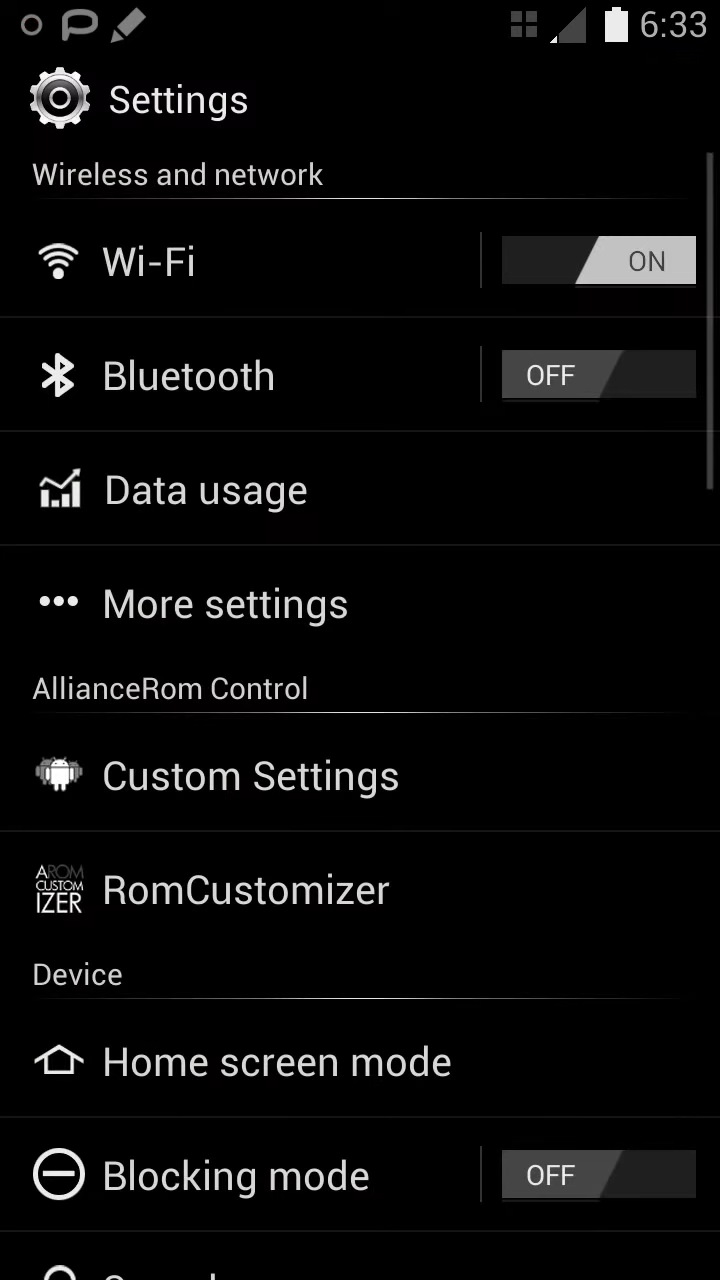 6:33
Settings
Wireless and network
Wi-Fi
ON
Bluetooth
OFF
Data usage
More settings
AllianceRom Control
Custom Settings
AROM
CUSTOM
IZER
RomCustomizer
Device
Home screen mode
Blocking mode
OFF